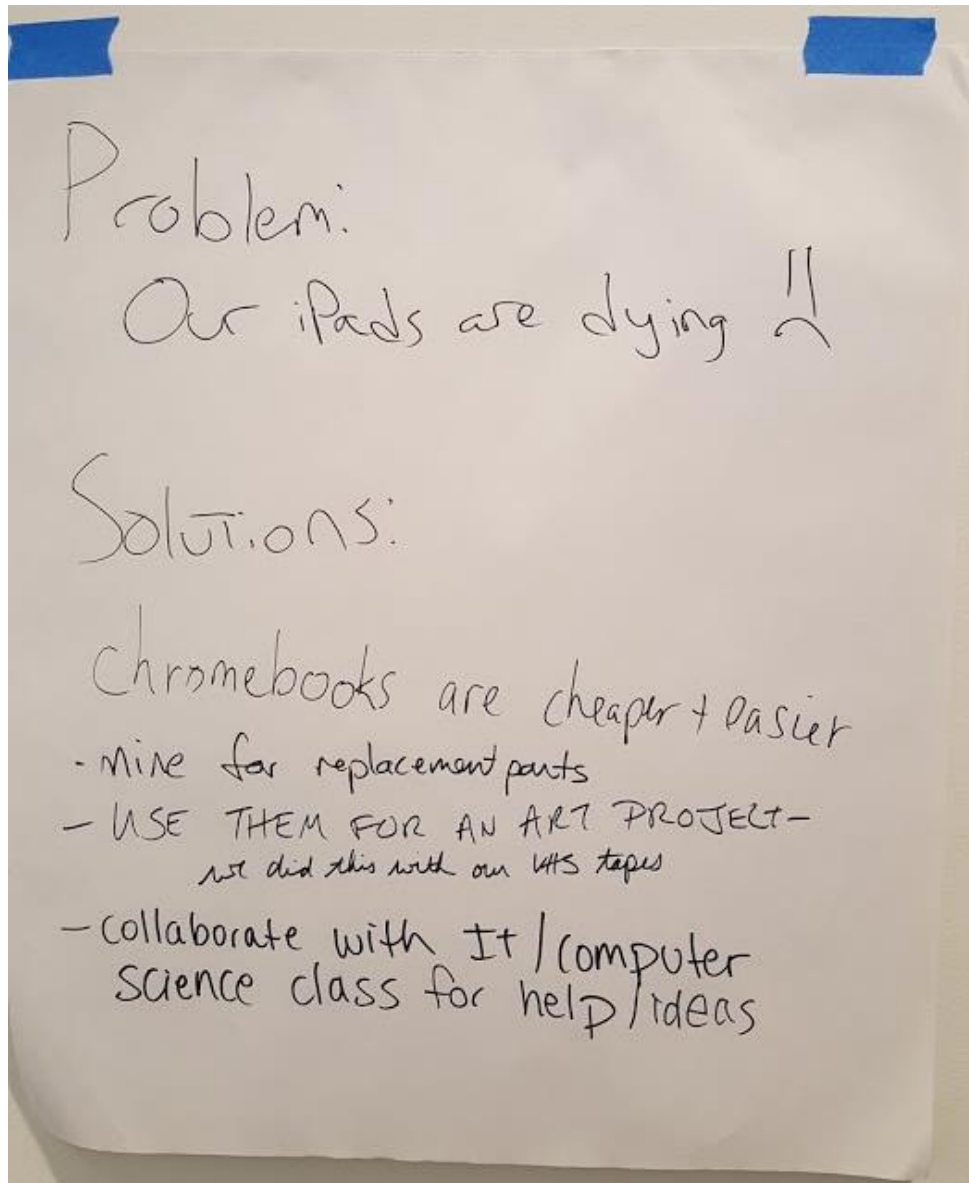 Problem:
Our iPads are dying
Solutions:
Chromebooks are cheaper + easier
- mine for replacement parts
- USE THEM FOR AN ART PROJECT -
we did this with our VHS tapes
- collaborate with It/computer
science class for help/ideas